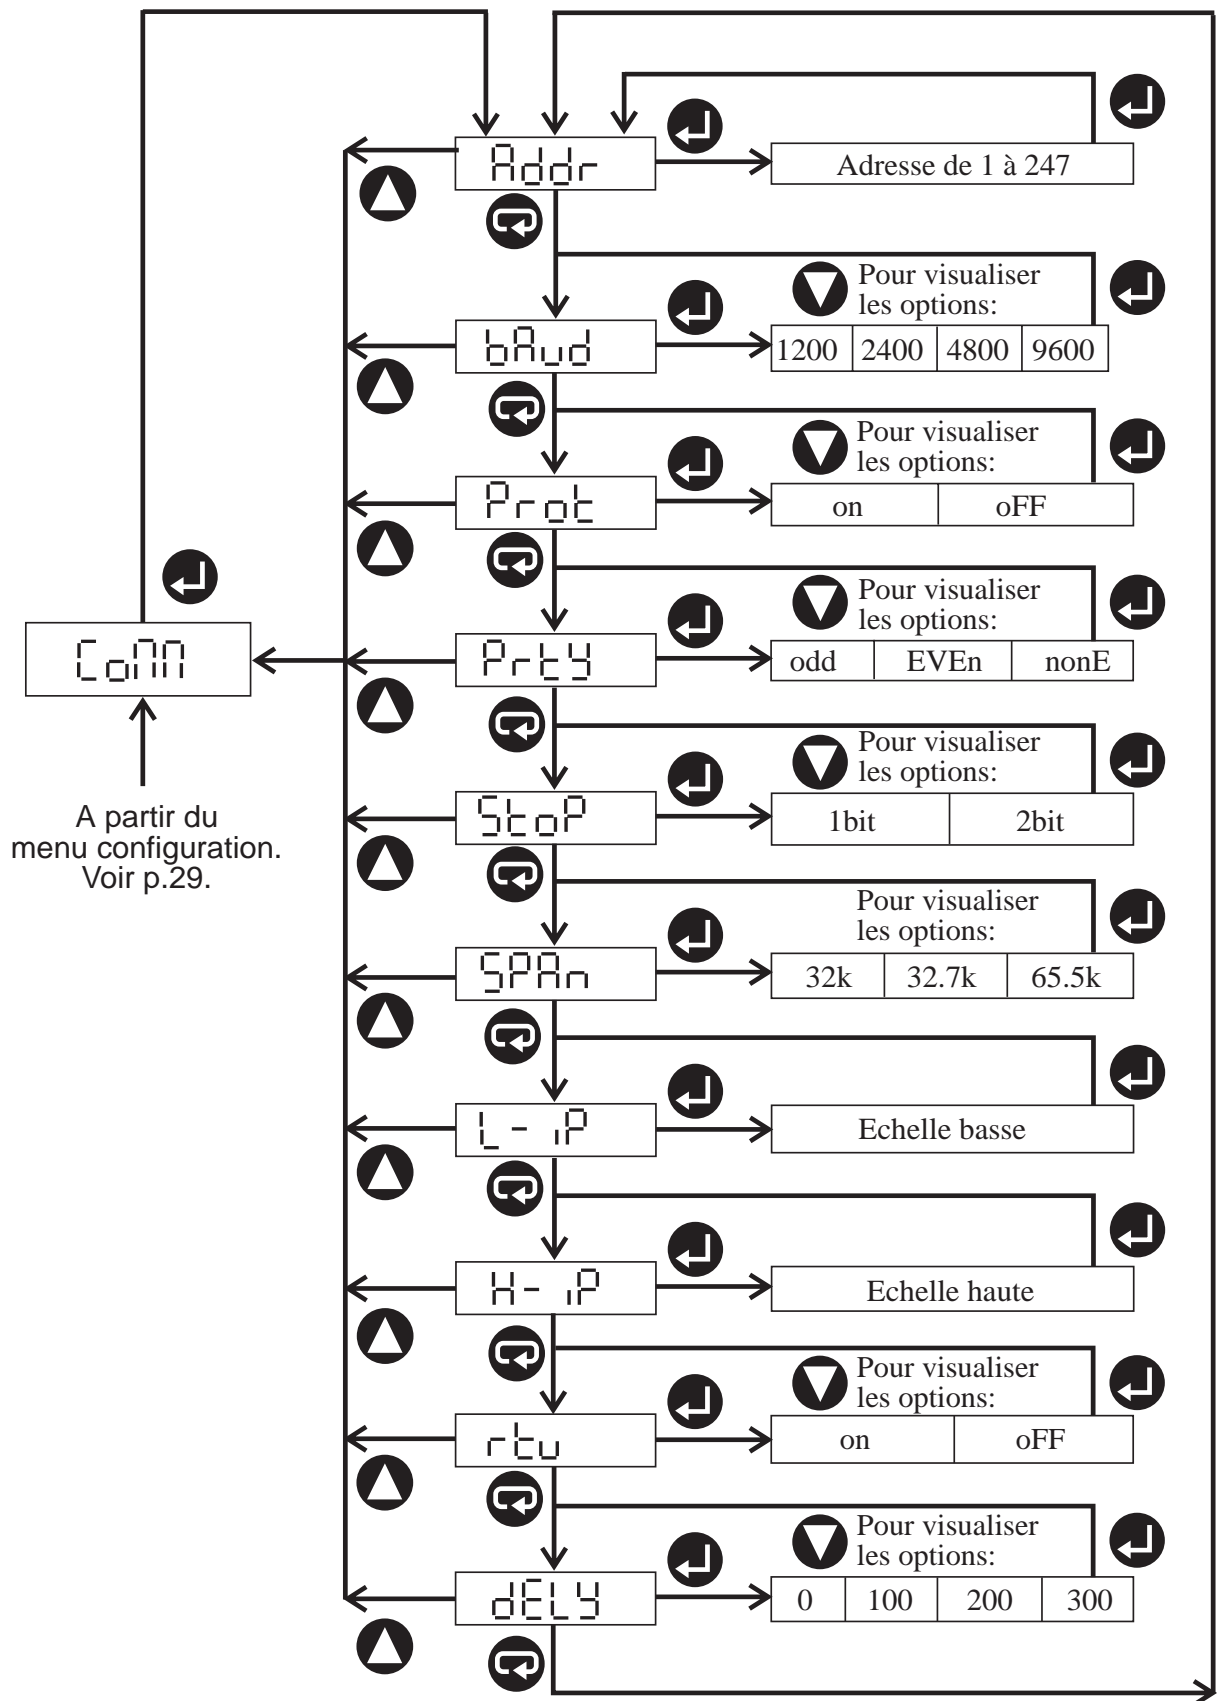 Addr
Adresse de 1 à 247
Pour visualiser
les options:
bAud
1200 2400 4800 9600
Pour visualiser
les options:
Prot
on oFF
Pour visualiser
les options:
PrtY
odd EVEn nonE
CoMM
A partir du
menu configuration.
Voir p.29.
Pour visualiser
les options:
StoP
1bit 2bit
Pour visualiser
les options:
SPAn
32k 32.7k 65.5k
L-iP
Echelle basse
H-iP
Echelle haute
Pour visualiser
les options:
rtu
on oFF
Pour visualiser
les options:
dELY
0 100 200 300